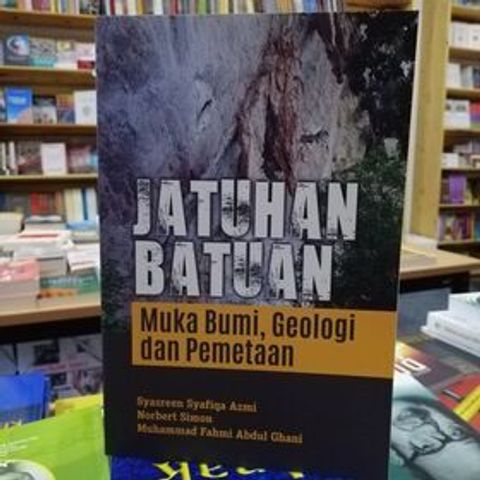 JATUHAN
BATUAN
Muka Bumi, Geologi
dan Pemetaan
Syazreen Syafiqa Azmi
Norbert Simon
Muhammad Fahmi Abdul Ghani